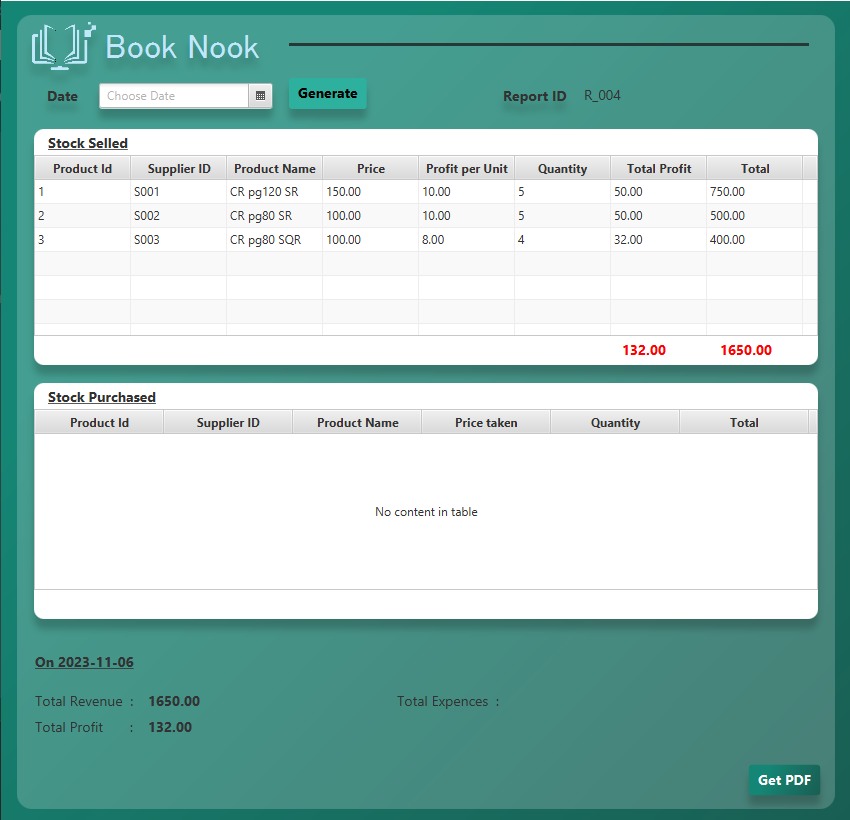 Book Nook
Date Choose Date Generate Report ID R_004
Stock Selled
Product Id Supplier ID Product Name Price Profit per Unit Quantity Total Profit Total
1 S001 CR pg120 SR 150.00 10.00 5 50.00 750.00
2 S002 CR pg80 SR 100.00 10.00 5 50.00 500.00
3 S003 CR pg80 SQR 100.00 8.00 4 32.00 400.00
132.00 1650.00
Stock Purchased
Product Id Supplier ID Product Name Price taken Quantity Total
No content in table
On 2023-11-06
Total Revenue : 1650.00 Total Expences :
Total Profit : 132.00
Get PDF